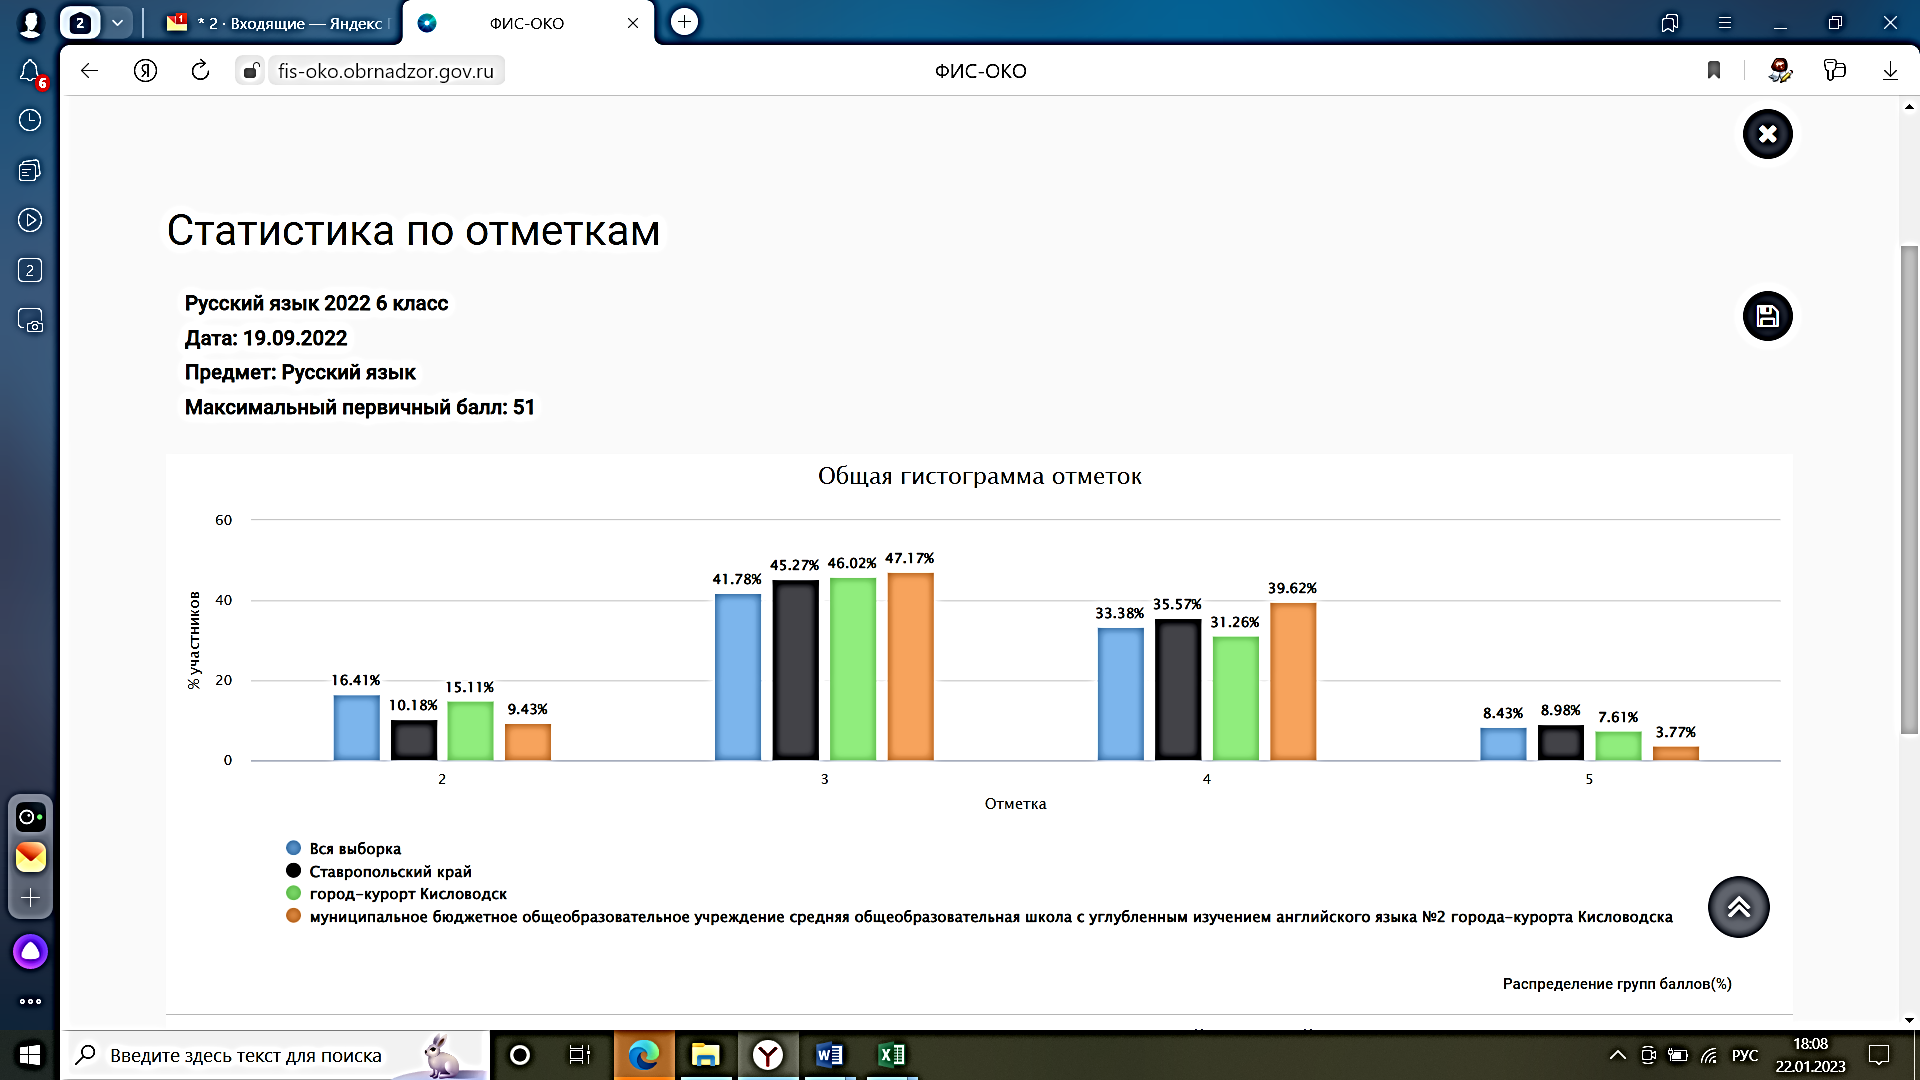 2
1
* 2 · Входящие — Яндекс
ФИС-ОКО
6
Я
fis-oko.obrnadzor.gov.ru
ФИС-ОКО
2
Статистика по отметкам
Русский язык 2022 6 класс
Дата: 19.09.2022
Предмет: Русский язык
Максимальный первичный балл: 51
Общая гистограмма отметок
60
40
20
0
% участников
16.41%
10.18%
15.11%
9.43%
41.78%
45.27%
46.02%
47.17%
33.38%
35.57%
31.26%
39.62%
8.43%
8.98%
7.61%
3.77%
2
3
4
5
Отметка
Вся выборка
Ставропольский край
город-курорт Кисловодск
муниципальное бюджетное общеобразовательное учреждение средняя общеобразовательная школа с углубленным изучением английского языка №2 города-курорта Кисловодска
Распределение групп баллов(%)
Введите здесь текст для поиска
РУС
18:08
22.01.2023